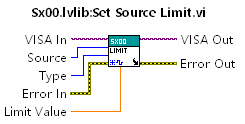 Sx00.lvlib:Set Source Limit.vi
VISA In
VISA Out
Source
SX00
LIMIT
Type
Error In
Error Out
Limit Value